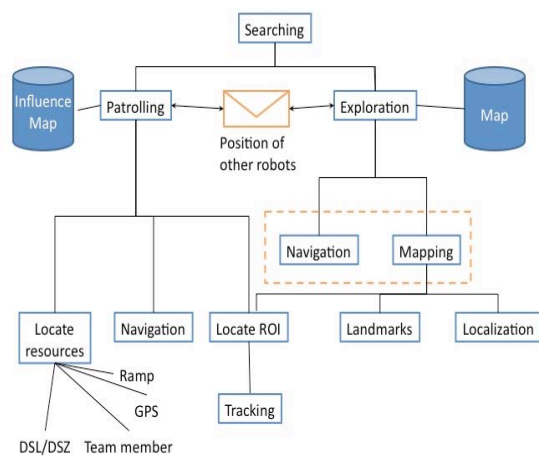 Searching
Influence
Map
Patrolling
Exploration
Map
Position of
other robots
Navigation
Mapping
Locate
resources
Navigation
Locate ROI
Landmarks
Localization
Ramp
GPS
Tracking
DSL/DSZ
Team member